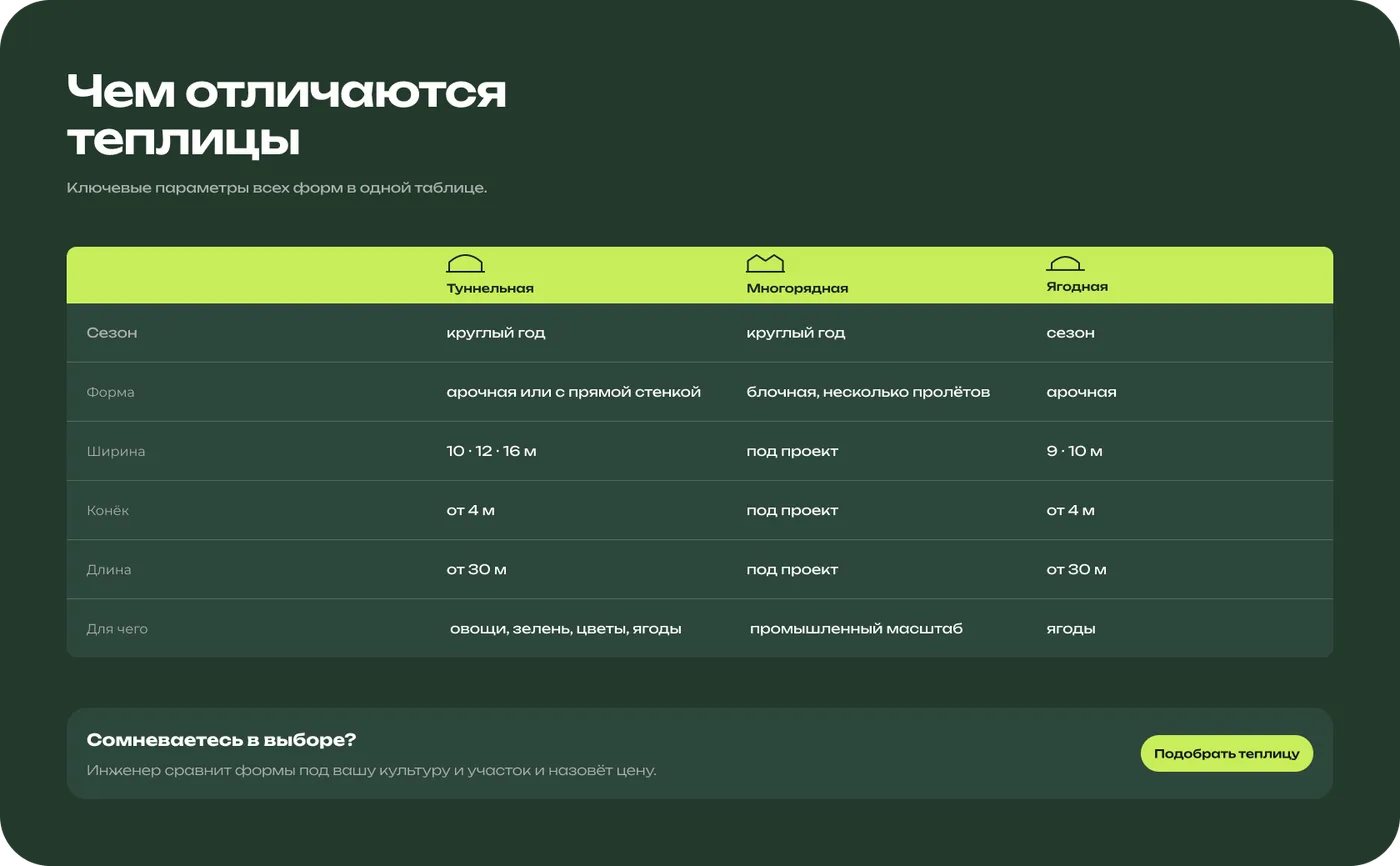 Чем отличаются
теплицы
Ключевые параметры всех форм в одной таблице.
Туннельная Многорядная Ягодная
Сезон круглый год круглый год сезон
Форма арочная или с прямой стенкой блочная, несколько пролётов арочная
Ширина 10 · 12 · 16 м под проект 9 · 10 м
Конёк от 4 м под проект от 4 м
Длина от 30 м под проект от 30 м
Для чего овощи, зелень, цветы, ягоды промышленный масштаб ягоды
Сомневаетесь в выборе?
Инженер сравнит формы под вашу культуру и участок и назовёт цену.
Подобрать теплицу